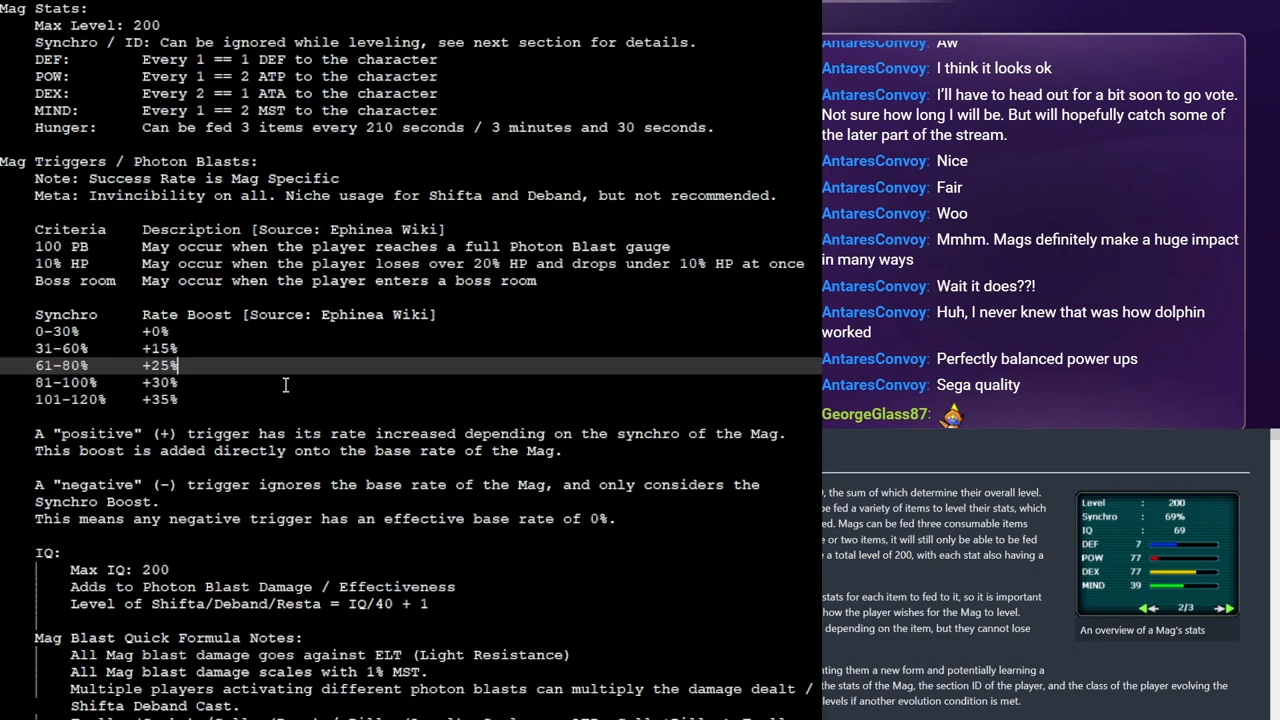 Mag Stats:
Max Level: 200
Synchro / ID: Can be ignored while leveling, see next section for details.
DEF: Every 1 == 1 DEF to the character
POW: Every 1 == 2 ATP to the character
DEX: Every 2 == 1 ATA to the character
MIND: Every 1 == 2 MST to the character
Hunger: Can be fed 3 items every 210 seconds / 3 minutes and 30 seconds.
Mag Triggers / Photon Blasts:
Note: Success Rate is Mag Specific
Meta: Invincibility on all. Niche usage for Shifta and Deband, but not recommended.
Criteria Description [Source: Ephinea Wiki]
100 PB May occur when the player reaches a full Photon Blast gauge
10% HP May occur when the player loses over 20% HP and drops under 10% HP at once
Boss room May occur when the player enters a boss room
Synchro Rate Boost [Source: Ephinea Wiki]
0-30% +0%
31-60% +15%
61-80% +25%
81-100% +30%
101-120% +35%
A "positive" (+) trigger has its rate increased depending on the synchro of the Mag.
This boost is added directly onto the base rate of the Mag.
A "negative" (-) trigger ignores the base rate of the Mag, and only considers the
Synchro Boost.
This means any negative trigger has an effective base rate of 0%.
IQ:
Max IQ: 200
Adds to Photon Blast Damage / Effectiveness
Level of Shifta/Deband/Resta = IQ/40 + 1
Mag Blast Quick Formula Notes:
All Mag blast damage goes against ELT (Light Resistance)
All Mag blast damage scales with 1% MST.
Multiple players activating different photon blasts can multiply the damage dealt /
Shifta Deband Cast.
AntaresConvoy: Aw
AntaresConvoy: I think it looks ok
AntaresConvoy: I'll have to head out for a bit soon to go vote.
Not sure how long I will be. But will hopefully catch some of
the later part of the stream.
AntaresConvoy: Nice
AntaresConvoy: Fair
AntaresConvoy: Woo
AntaresConvoy: Mmhm. Mags definitely make a huge impact
in many ways
AntaresConvoy: Wait it does??!
AntaresConvoy: Huh, I never knew that was how dolphin
worked
AntaresConvoy: Perfectly balanced power ups
AntaresConvoy: Sega quality
GeorgeGlass87:
, the sum of which determine their overall level.
be fed a variety of items to level their stats, which
ed. Mags can be fed three consumable items
e or two items, it will still only be able to be fed
a total level of 200, with each stat also having a
stats for each item to fed to it, so it is important
how the player wishes for the Mag to level.
depending on the item, but they cannot lose
nting them a new form and potentially learning a
the stats of the Mag, the section ID of the player, and the class of the player evolving the
levels if another evolution condition is met.
Level : 200
Synchro : 69%
IQ : 69
DEF 7
POW 77
DEX 77
MIND 39
2/3
An overview of a Mag's stats